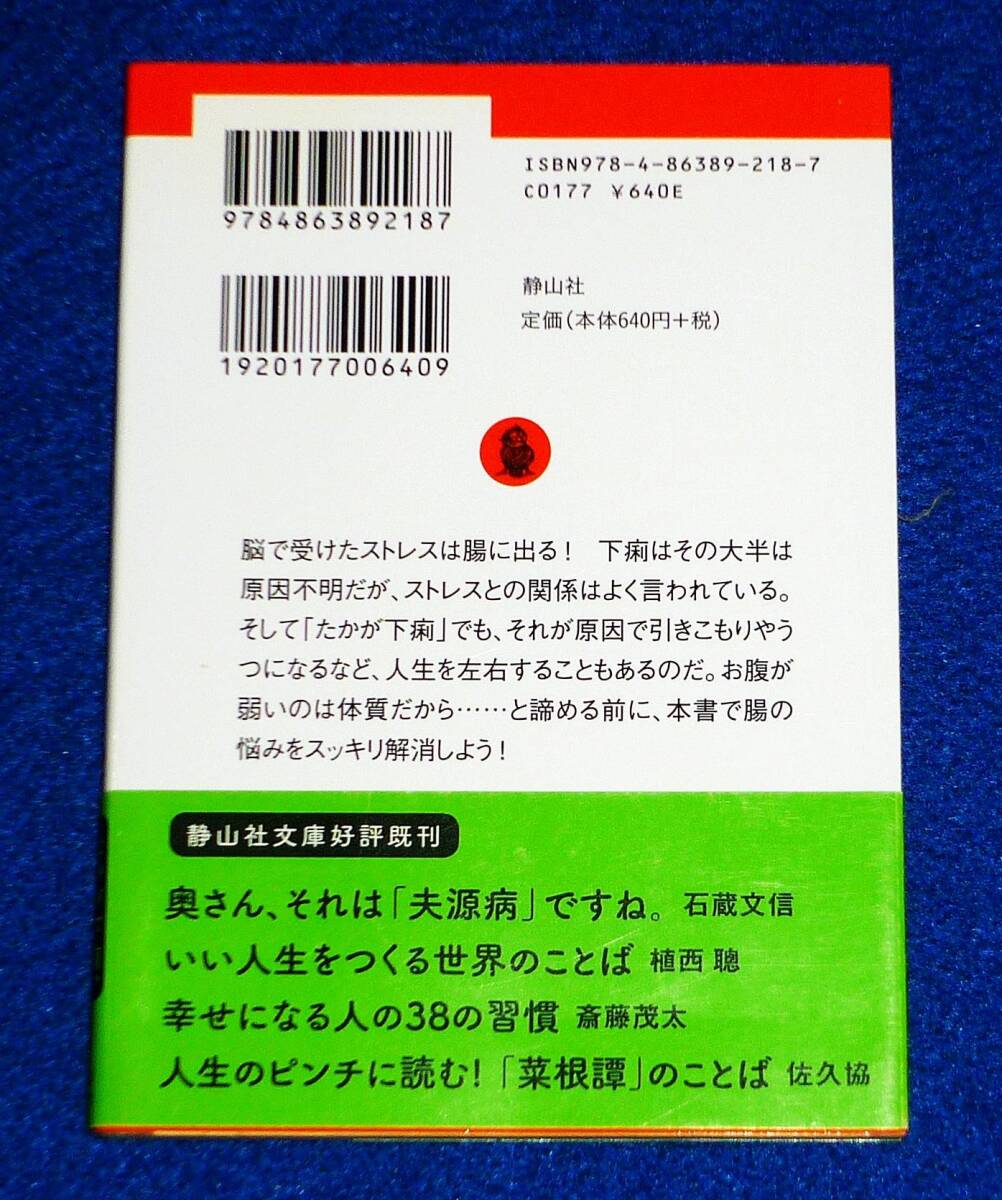 9784863892187
ISBN978-4-86389-218-7
C0177 ¥640E
1920177006409
静山社
定価(本体640円+税)
脳で受けたストレスは腸に出る! 下痢はその大半は
原因不明だが、ストレスとの関係はよく言われている。
そして「たかが下痢」でも、それが原因で引きこもりやう
つになるなど、人生を左右することもあるのだ。お腹が
弱いのは体質だから……と諦める前に、本書で腸の
悩みをスッキリ解消しよう!
静山社文庫好評既刊
奥さん、それは「夫源病」ですね。 石蔵文信
いい人生をつくる世界のことば 植西 聰
幸せになる人の38の習慣 斎藤茂太
人生のピンチに読む!「菜根譚」のことば 佐久協